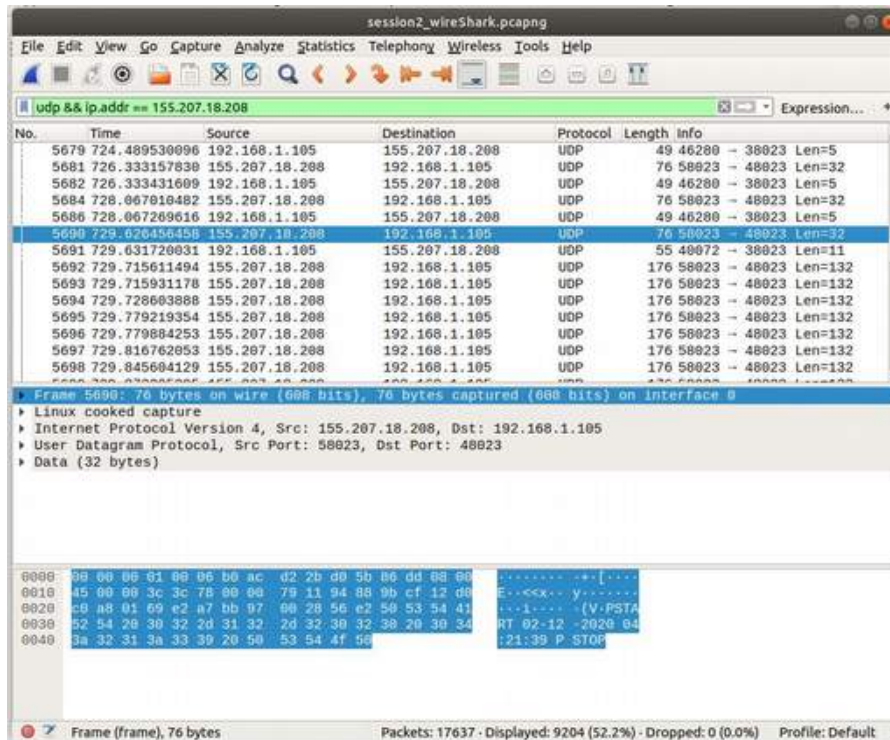 session2_wireShark.pcapng
File Edit View Go Capture Analyze Statistics Telephony Wireless Tools Help
udp && ip.addr == 155.207.18.208 Expression...
No. Time Source Destination Protocol Length Info
5679 724.489530096 192.168.1.105 155.207.18.208 UDP 49 46280 → 38023 Len=5
5681 726.333157830 155.207.18.208 192.168.1.105 UDP 76 58023 → 48023 Len=32
5682 726.333431609 192.168.1.105 155.207.18.208 UDP 49 46280 → 38023 Len=5
5684 728.067010482 155.207.18.208 192.168.1.105 UDP 76 58023 → 48023 Len=32
5686 728.067269616 192.168.1.105 155.207.18.208 UDP 49 46280 → 38023 Len=5
5690 729.626456458 155.207.18.208 192.168.1.105 UDP 76 58023 → 48023 Len=32
5691 729.631720031 192.168.1.105 155.207.18.208 UDP 55 40072 → 38023 Len=11
5692 729.715611494 155.207.18.208 192.168.1.105 UDP 176 58023 → 48023 Len=132
5693 729.715931178 155.207.18.208 192.168.1.105 UDP 176 58023 → 48023 Len=132
5694 729.728603888 155.207.18.208 192.168.1.105 UDP 176 58023 → 48023 Len=132
5695 729.779219354 155.207.18.208 192.168.1.105 UDP 176 58023 → 48023 Len=132
5696 729.779884253 155.207.18.208 192.168.1.105 UDP 176 58023 → 48023 Len=132
5697 729.816762053 155.207.18.208 192.168.1.105 UDP 176 58023 → 48023 Len=132
5698 729.845604129 155.207.18.208 192.168.1.105 UDP 176 58023 → 48023 Len=132
Frame 5690: 76 bytes on wire (608 bits), 76 bytes captured (608 bits) on interface 0
Linux cooked capture
Internet Protocol Version 4, Src: 155.207.18.208, Dst: 192.168.1.105
User Datagram Protocol, Src Port: 58023, Dst Port: 48023
Data (32 bytes)
0000 00 00 00 01 00 06 b0 ac d2 2b d0 5b 86 dd 08 00 ········ ·+·[····
0010 45 00 00 3c 3c 78 00 00 79 11 94 88 9b cf 12 d0 E··<<x·· y·······
0020 c0 a8 01 69 e2 a7 bb 97 00 28 56 e2 50 53 54 41 ···i···· ·(V·PSTA
0030 52 54 20 30 32 2d 31 32 2d 32 30 32 30 20 30 34 RT 02-12 -2020 04
0040 3a 32 31 3a 33 39 20 50 53 54 4f 50 :21:39 P STOP
Frame (frame), 76 bytes Packets: 17637 · Displayed: 9204 (52.2%) · Dropped: 0 (0.0%) Profile: Default